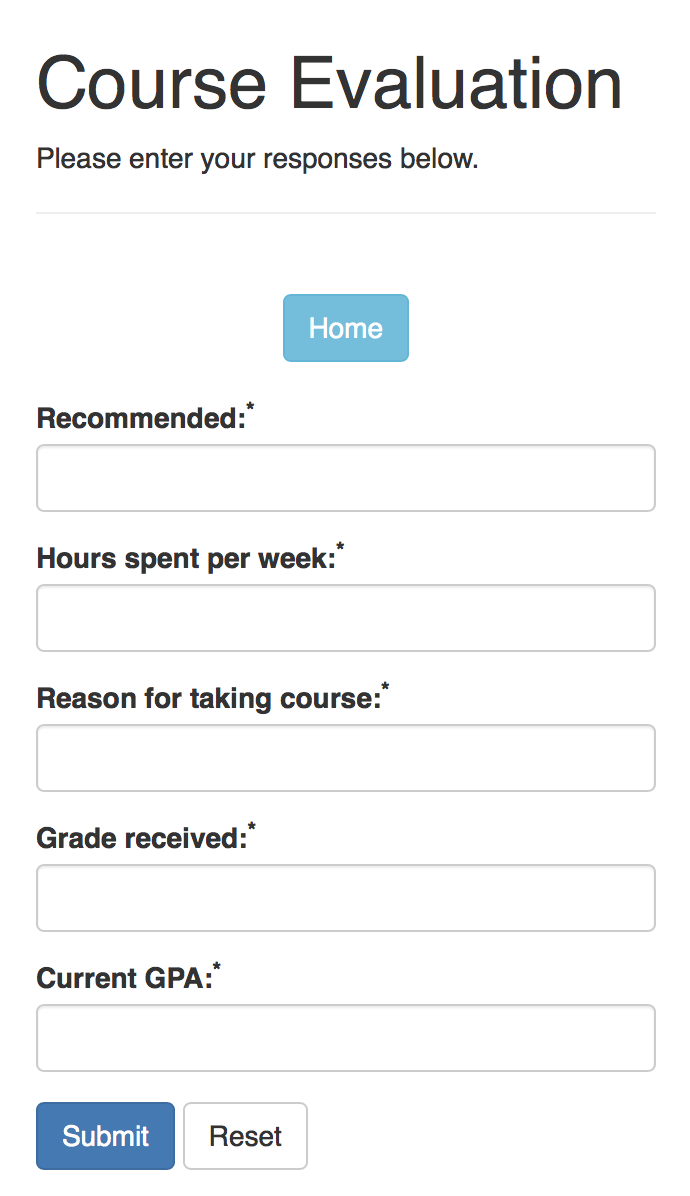 Course Evaluation
Please enter your responses below.
Home
Recommended:*
Hours spent per week:*
Reason for taking course:*
Grade received:*
Current GPA:*
Submit Reset